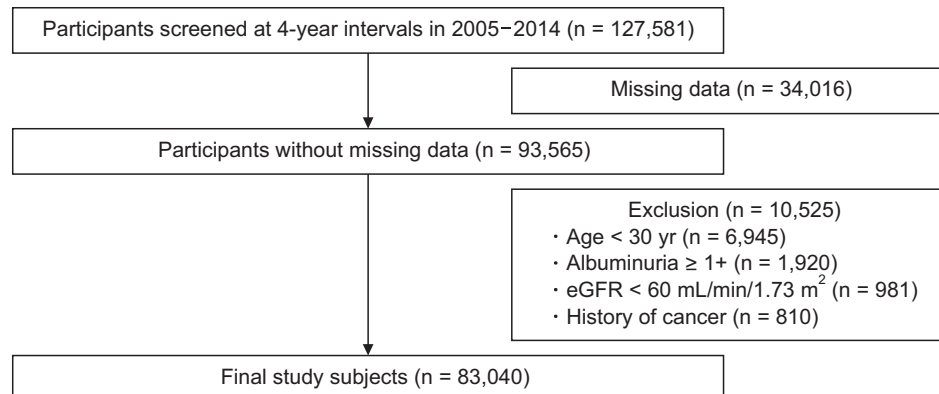 Participants screened at 4-year intervals in 2005−2014 (n = 127,581)
Missing data (n = 34,016)
Participants without missing data (n = 93,565)
Exclusion (n = 10,525)
· Age < 30 yr (n = 6,945)
· Albuminuria ≥ 1+ (n = 1,920)
· eGFR < 60 mL/min/1.73 m² (n = 981)
· History of cancer (n = 810)
Final study subjects (n = 83,040)